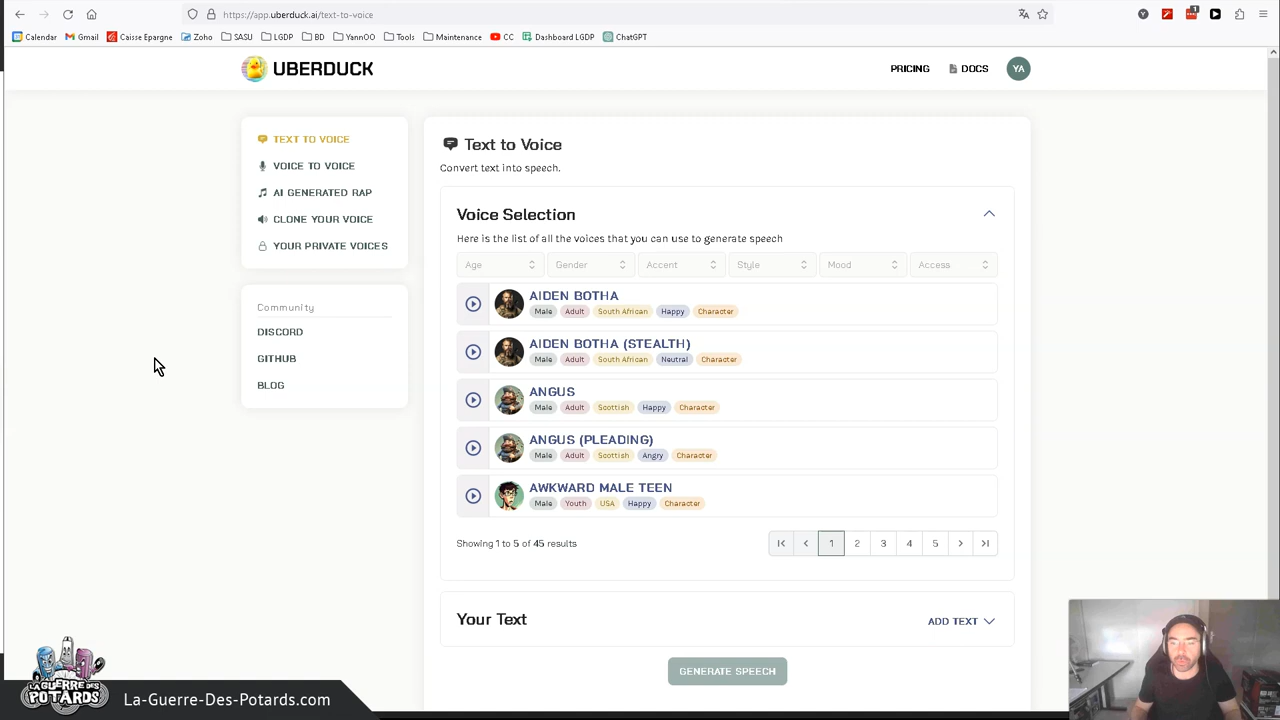 https://app.uberduck.ai/text-to-voice
Calendar Gmail Caisse Epargne Zoho SASU LGDP BD YannOO Tools Maintenance CC Dashboard LGDP ChatGPT
UBERDUCK
PRICING DOCS YA
TEXT TO VOICE
VOICE TO VOICE
AI GENERATED RAP
CLONE YOUR VOICE
YOUR PRIVATE VOICES
Community
DISCORD
GITHUB
BLOG
Text to Voice
Convert text into speech.
Voice Selection
Here is the list of all the voices that you can use to generate speech
Age Gender Accent Style Mood Access
AIDEN BOTHA
Male Adult South African Happy Character
AIDEN BOTHA (STEALTH)
Male Adult South African Neutral Character
ANGUS
Male Adult Scottish Happy Character
ANGUS (PLEADING)
Male Adult Scottish Angry Character
AWKWARD MALE TEEN
Male Youth USA Happy Character
Showing 1 to 5 of 45 results
1 2 3 4 5
Your Text
ADD TEXT
GENERATE SPEECH
LA GUERRE DES
POTARDS
La-Guerre-Des-Potards.com